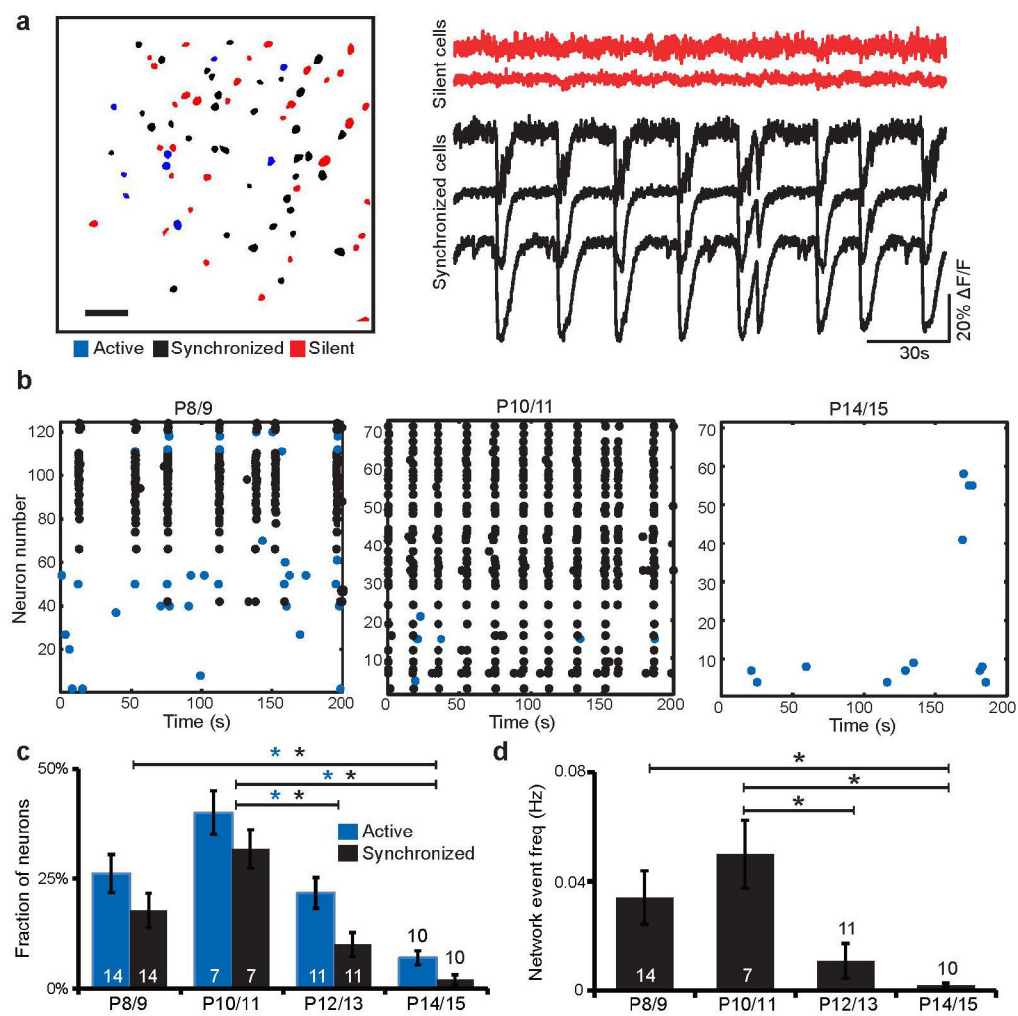 a
Silent cells
Synchronized cells
20% ΔF/F
30s
Active Synchronized Silent
b
P8/9 P10/11 P14/15
Neuron number
120
100
80
60
40
20
0 50 100 150 200
Time (s)
70
60
50
40
30
20
10
0 50 100 150 200
Time (s)
70
60
50
40
30
20
10
0 50 100 150 200
Time (s)
c
* *
* *
* *
Fraction of neurons
50%
25%
0%
Active
Synchronized
14 14 7 7 11 11 10 10
P8/9 P10/11 P12/13 P14/15
d
*
*
*
Network event freq (Hz)
0.08
0.04
0
14 7 11 10
P8/9 P10/11 P12/13 P14/15